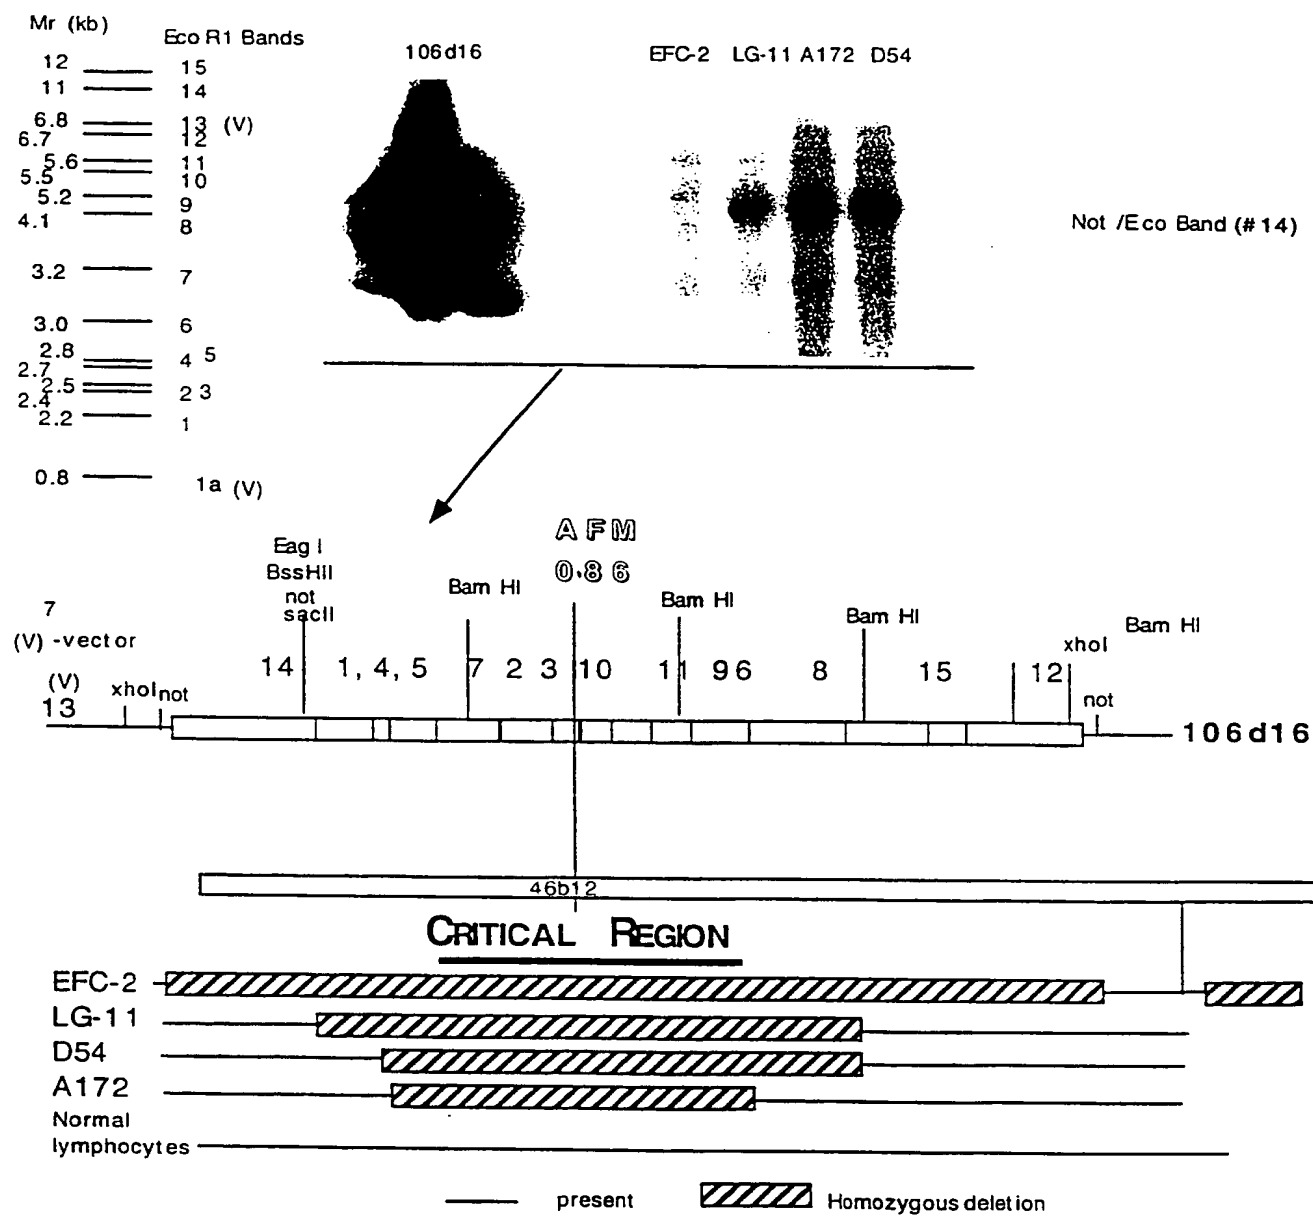 Mr (kb)
Eco R1 Bands
106d16
EFC-2 LG-11 A172 D54
12 15
11 14
6.8 13 (V)
6.7 12
5.6 11
5.5 10
5.2 9
4.1 8
Not /Eco Band (#14)
3.2 7
3.0 6
2.8 5
2.7 4
2.5 3
2.4 2
2.2 1
0.8 1a (V)
AFM
0.86
Eag I
BssHII
not
sacII
Bam HI
Bam HI
Bam HI
Bam HI
7
(V) -vector
(V)
13
xhoI not
14 1, 4, 5 7 2 3 10 11 9 6 8 15 12
xhoI
not
106d16
46b12
CRITICAL REGION
EFC-2
LG-11
D54
A172
Normal
lymphocytes
present
Homozygous deletion